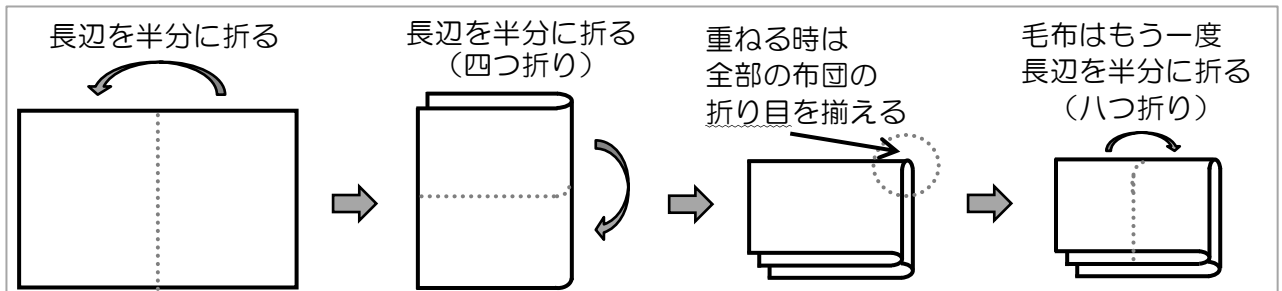 長辺を半分に折る
長辺を半分に折る
（四つ折り）
重ねる時は
全部の布団の
折り目を揃える
毛布はもう一度
長辺を半分に折る
（八つ折り）